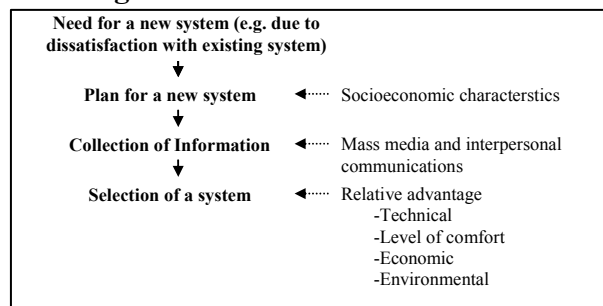 Need for a new system (e.g. due to
dissatisfaction with existing system)
Plan for a new system
Socioeconomic characterstics
Collection of Information
Mass media and interpersonal
communications
Selection of a system
Relative advantage
-Technical
-Level of comfort
-Economic
-Environmental